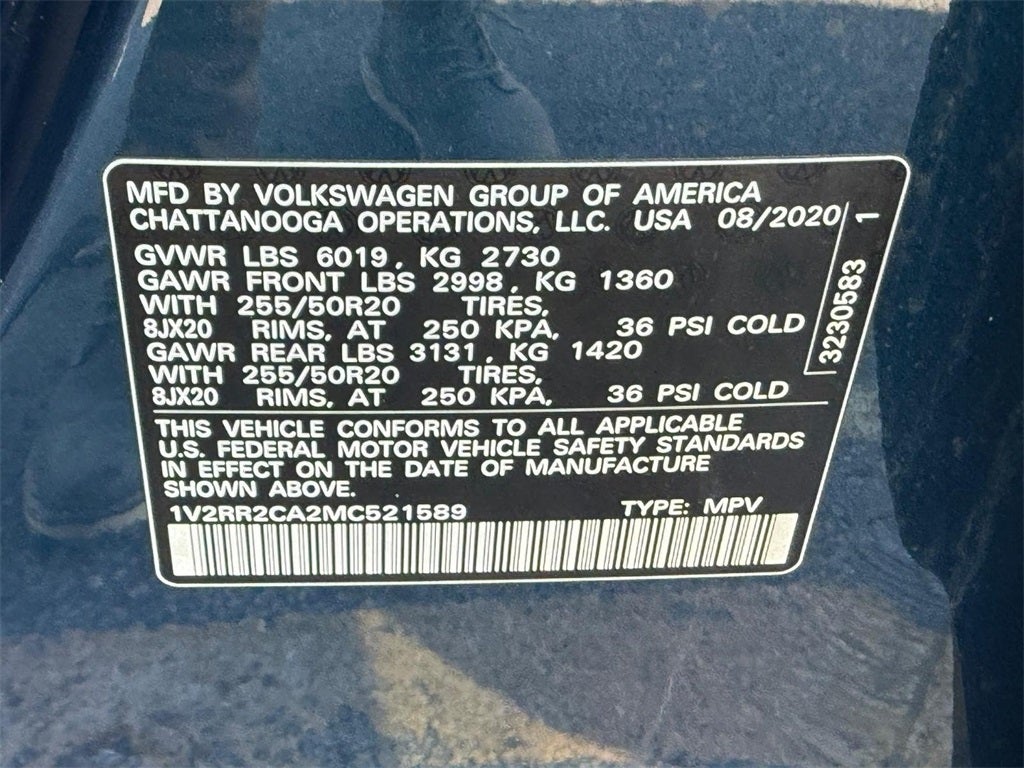 MFD BY VOLKSWAGEN GROUP OF AMERICA
CHATTANOOGA OPERATIONS, LLC. USA 08/2020
GVWR LBS 6019, KG 2730
GAWR FRONT LBS 2998, KG 1360
WITH 255/50R20 TIRES,
8JX20 RIMS, AT 250 KPA, 36 PSI COLD
GAWR REAR LBS 3131, KG 1420
WITH 255/50R20 TIRES,
8JX20 RIMS, AT 250 KPA, 36 PSI COLD
THIS VEHICLE CONFORMS TO ALL APPLICABLE
U.S. FEDERAL MOTOR VEHICLE SAFETY STANDARDS
IN EFFECT ON THE DATE OF MANUFACTURE
SHOWN ABOVE.
1V2RR2CA2MC521589 TYPE: MPV
3230583 1